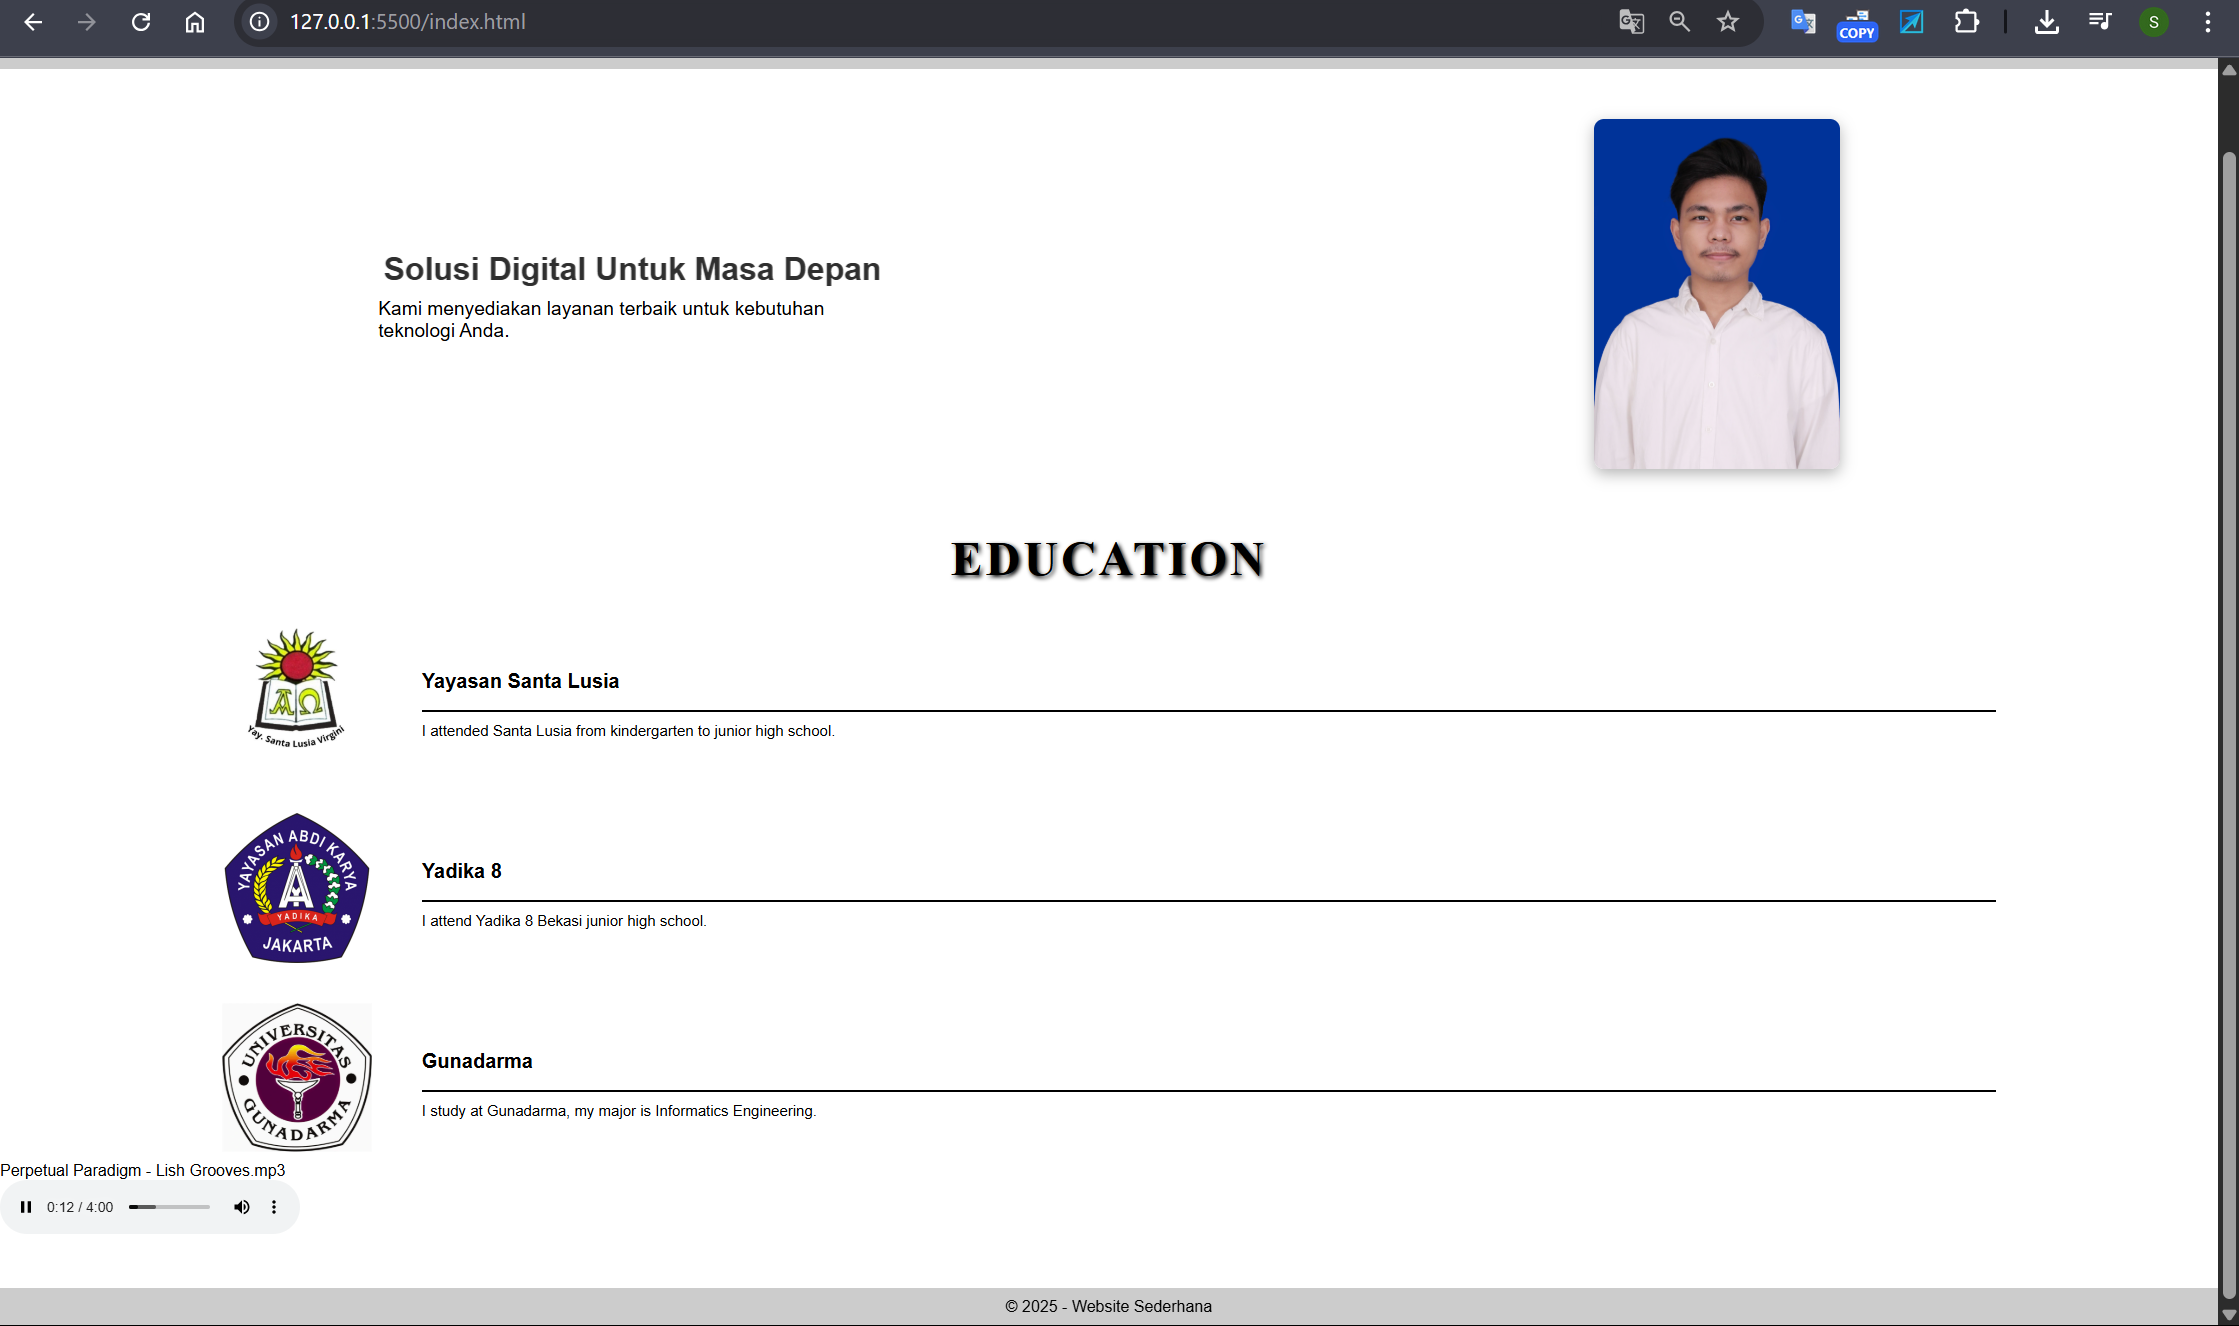 127.0.0.1:5500/index.html
COPY
S
Solusi Digital Untuk Masa Depan
Kami menyediakan layanan terbaik untuk kebutuhan
teknologi Anda.
EDUCATION
AΩ
Yay. Santa Lusia Virgini
Yayasan Santa Lusia
I attended Santa Lusia from kindergarten to junior high school.
YAYASAN ABDI KARYA
YADIKA
JAKARTA
Yadika 8
I attend Yadika 8 Bekasi junior high school.
UNIVERSITAS
GUNADARMA
Gunadarma
I study at Gunadarma, my major is Informatics Engineering.
Perpetual Paradigm - Lish Grooves.mp3
0:12 / 4:00
© 2025 - Website Sederhana